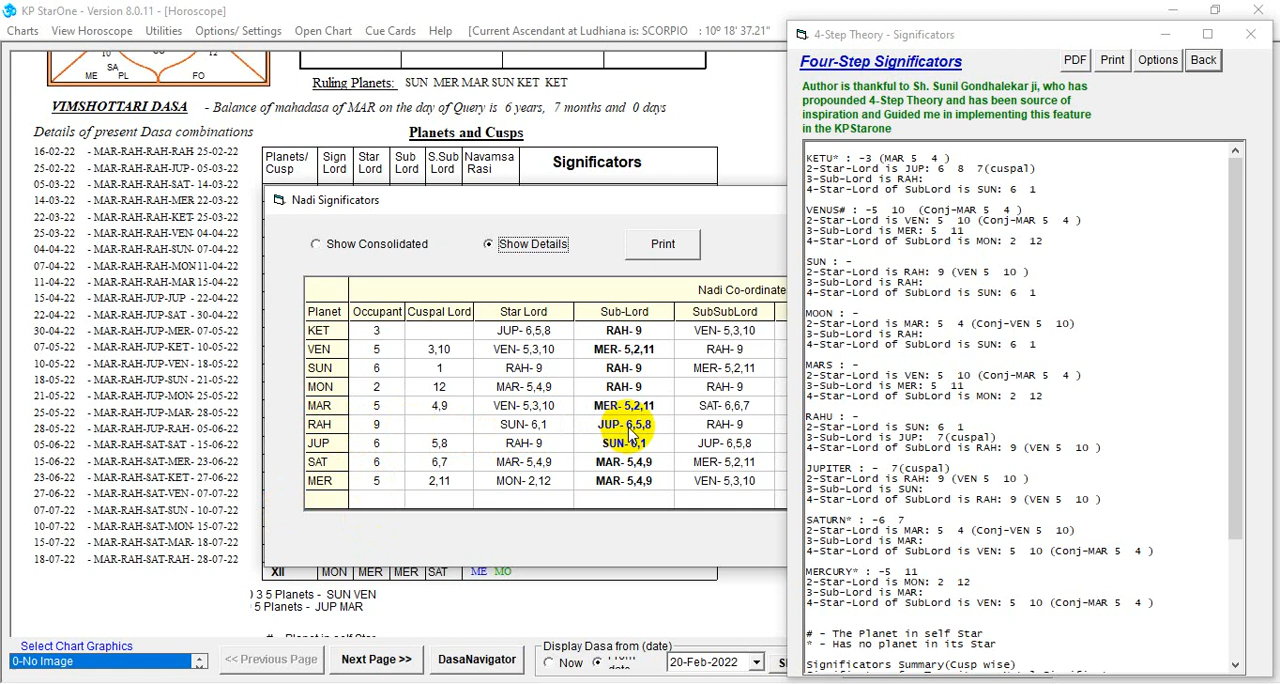 KP StarOne - Version 8.0.11 - [Horoscope]
Charts View Horoscope Utilities Options/ Settings Open Chart Cue Cards Help [Current Ascendant at Ludhiana is: SCORPIO : 10º 18' 37.21"
10 SU 12
SA
ME PL FO
Ruling Planets: SUN MER MAR SUN KET KET
VIMSHOTTARI DASA - Balance of mahadasa of MAR on the day of Query is 6 years, 7 months and 0 days
Details of present Dasa combinations
16-02-22 - MAR-RAH-RAH-RAH 25-02-22
25-02-22 - MAR-RAH-RAH-JUP - 05-03-22
05-03-22 - MAR-RAH-RAH-SAT- 14-03-22
14-03-22 - MAR-RAH-RAH-MER 22-03-22
22-03-22 - MAR-RAH-RAH-KET- 25-03-22
25-03-22 - MAR-RAH-RAH-VEN- 04-04-22
04-04-22 - MAR-RAH-RAH-SUN- 07-04-22
07-04-22 - MAR-RAH-RAH-MON 11-04-22
11-04-22 - MAR-RAH-RAH-MAR 15-04-22
15-04-22 - MAR-RAH-JUP-JUP - 22-04-22
22-04-22 - MAR-RAH-JUP-SAT - 30-04-22
30-04-22 - MAR-RAH-JUP-MER- 07-05-22
07-05-22 - MAR-RAH-JUP-KET - 10-05-22
10-05-22 - MAR-RAH-JUP-VEN - 18-05-22
18-05-22 - MAR-RAH-JUP-SUN - 21-05-22
21-05-22 - MAR-RAH-JUP-MON- 25-05-22
25-05-22 - MAR-RAH-JUP-MAR- 28-05-22
28-05-22 - MAR-RAH-JUP-RAH- 05-06-22
05-06-22 - MAR-RAH-SAT-SAT - 15-06-22
15-06-22 - MAR-RAH-SAT-MER- 23-06-22
23-06-22 - MAR-RAH-SAT-KET - 27-06-22
27-06-22 - MAR-RAH-SAT-VEN - 07-07-22
07-07-22 - MAR-RAH-SAT-SUN - 10-07-22
10-07-22 - MAR-RAH-SAT-MON- 15-07-22
15-07-22 - MAR-RAH-SAT-MAR- 18-07-22
18-07-22 - MAR-RAH-SAT-RAH- 28-07-22
Planets and Cusps
Planets/ Cusp Sign Lord Star Lord Sub Lord S.Sub Lord Navamsa Rasi Significators
Nadi Significators
Show Consolidated Show Details Print
Nadi Co-ordinate
Planet Occupant Cuspal Lord Star Lord Sub-Lord SubSubLord
KET 3 JUP- 6,5,8 RAH- 9 VEN- 5,3,10
VEN 5 3,10 VEN- 5,3,10 MER- 5,2,11 RAH- 9
SUN 6 1 RAH- 9 RAH- 9 MER- 5,2,11
MON 2 12 MAR- 5,4,9 RAH- 9 RAH- 9
MAR 5 4,9 VEN- 5,3,10 MER- 5,2,11 SAT- 6,6,7
RAH 9 SUN- 6,1 JUP- 6,5,8 RAH- 9
JUP 6 5,8 RAH- 9 SUN- 6,1 JUP- 6,5,8
SAT 6 6,7 MAR- 5,4,9 MAR- 5,4,9 MER- 5,2,11
MER 5 2,11 MON- 2,12 MAR- 5,4,9 VEN- 5,3,10
XII MON MER MER SAT ME MO
) 3 5 Planets - SUN VEN
5 Planets - JUP MAR
Select Chart Graphics
0-No Image
<< Previous Page Next Page >> DasaNavigator
Display Dasa from (date)
Now 20-Feb-2022
4-Step Theory - Significators
Four-Step Significators PDF Print Options Back
Author is thankful to Sh. Sunil Gondhalekar ji, who has
propounded 4-Step Theory and has been source of
inspiration and Guided me in implementing this feature
in the KPStarone
KETU* : -3 (MAR 5 4 )
2-Star-Lord is JUP: 6 8 7(cuspal)
3-Sub-Lord is RAH:
4-Star-Lord of SubLord is SUN: 6 1
VENUS# : -5 10 (Conj-MAR 5 4 )
2-Star-Lord is VEN: 5 10 (Conj-MAR 5 4 )
3-Sub-Lord is MER: 5 11
4-Star-Lord of SubLord is MON: 2 12
SUN : -
2-Star-Lord is RAH: 9 (VEN 5 10 )
3-Sub-Lord is RAH:
4-Star-Lord of SubLord is SUN: 6 1
MOON : -
2-Star-Lord is MAR: 5 4 (Conj-VEN 5 10)
3-Sub-Lord is RAH:
4-Star-Lord of SubLord is SUN: 6 1
MARS : -
2-Star-Lord is VEN: 5 10 (Conj-MAR 5 4 )
3-Sub-Lord is MER: 5 11
4-Star-Lord of SubLord is MON: 2 12
RAHU : -
2-Star-Lord is SUN: 6 1
3-Sub-Lord is JUP: 7(cuspal)
4-Star-Lord of SubLord is RAH: 9 (VEN 5 10 )
JUPITER : - 7(cuspal)
2-Star-Lord is RAH: 9 (VEN 5 10 )
3-Sub-Lord is SUN:
4-Star-Lord of SubLord is RAH: 9 (VEN 5 10 )
SATURN* : -6 7
2-Star-Lord is MAR: 5 4 (Conj-VEN 5 10)
3-Sub-Lord is MAR:
4-Star-Lord of SubLord is VEN: 5 10 (Conj-MAR 5 4 )
MERCURY* : -5 11
2-Star-Lord is MON: 2 12
3-Sub-Lord is MAR:
4-Star-Lord of SubLord is VEN: 5 10 (Conj-MAR 5 4 )
# - The Planet in self Star
* - Has no planet in its Star
Significators Summary(Cusp wise)